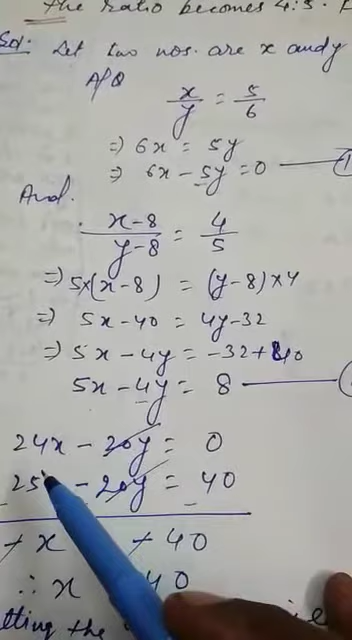 the ratio becomes 4:5.
Sol: Let two nos. are x and y
A/Q
x/y = 5/6
⇒ 6x = 5y
⇒ 6x - 5y = 0 — 1
And.
x-8/y-8 = 4/5
⇒ 5×(x-8) = (y-8)×4
⇒ 5x-40 = 4y-32
⇒ 5x-4y = -32+40
5x-4y = 8
24x - 20y = 0
25 - 20y = 40
- -
+ x + 40
∴ x 40
the